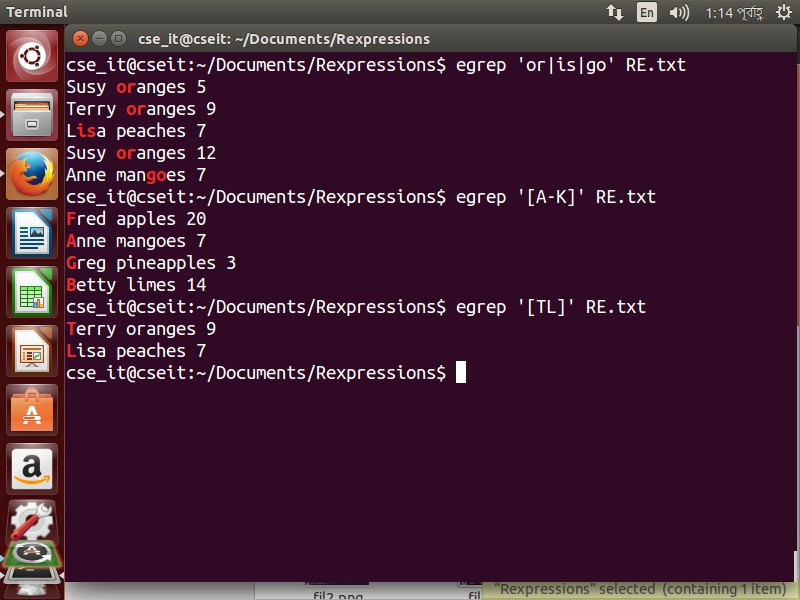 Terminal
En
1:14 পূর্বাহ্ণ
cse_it@cseit: ~/Documents/Rexpressions
cse_it@cseit:~/Documents/Rexpressions$ egrep 'or|is|go' RE.txt
Susy oranges 5
Terry oranges 9
Lisa peaches 7
Susy oranges 12
Anne mangoes 7
cse_it@cseit:~/Documents/Rexpressions$ egrep '[A-K]' RE.txt
Fred apples 20
Anne mangoes 7
Greg pineapples 3
Betty limes 14
cse_it@cseit:~/Documents/Rexpressions$ egrep '[TL]' RE.txt
Terry oranges 9
Lisa peaches 7
cse_it@cseit:~/Documents/Rexpressions$
"Rexpressions" selected (containing 1 item)
fil2.png